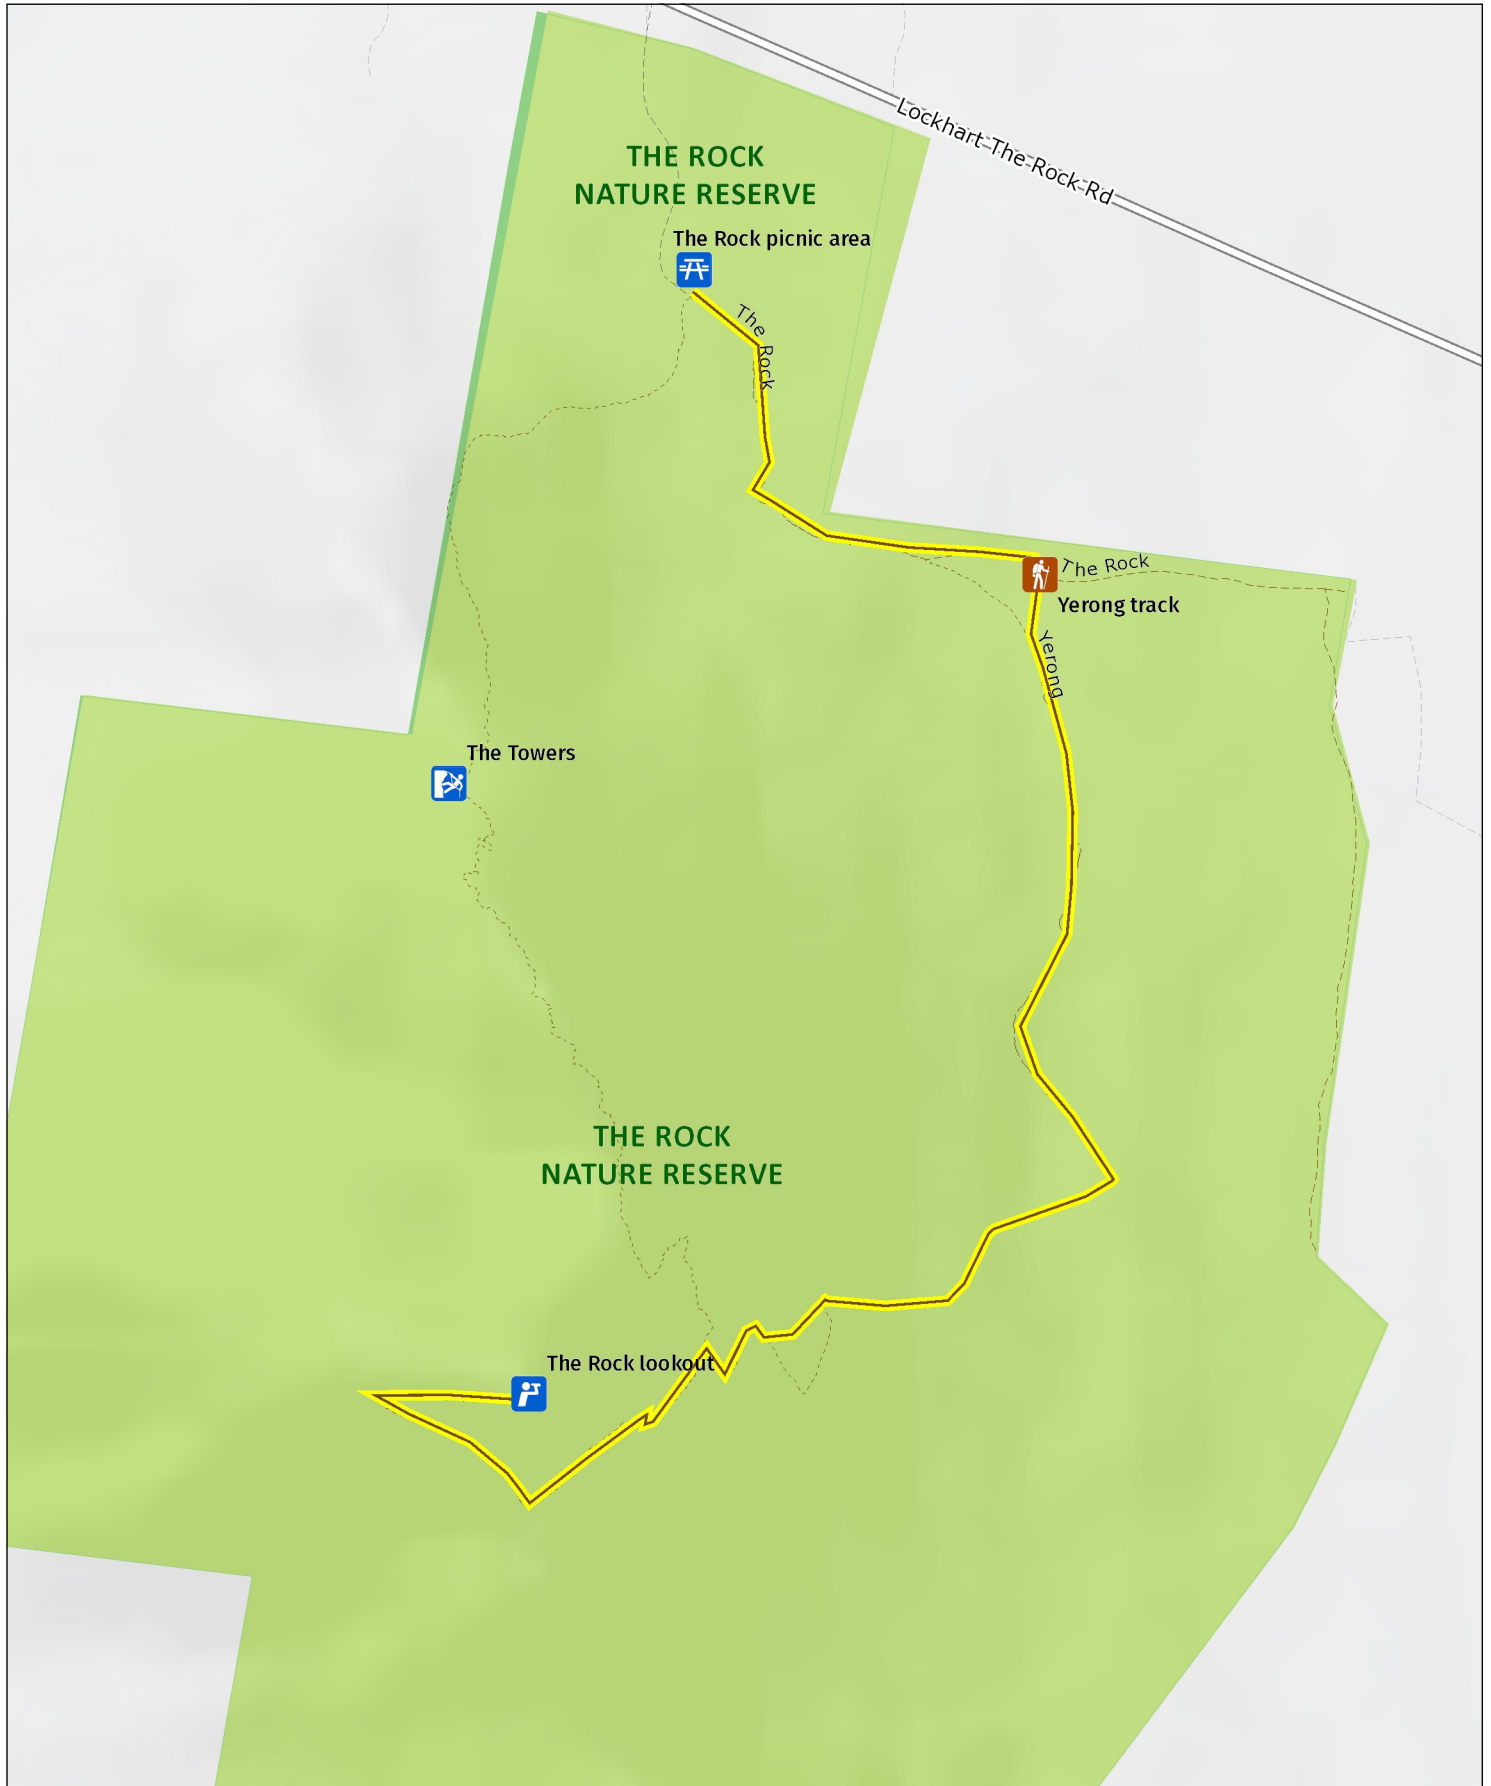 Lockhart The Rock Rd
THE ROCK
NATURE RESERVE
The Rock picnic area
The Rock
The Rock
Yerong track
Yerong
The Towers
THE ROCK
NATURE RESERVE
The Rock lookout